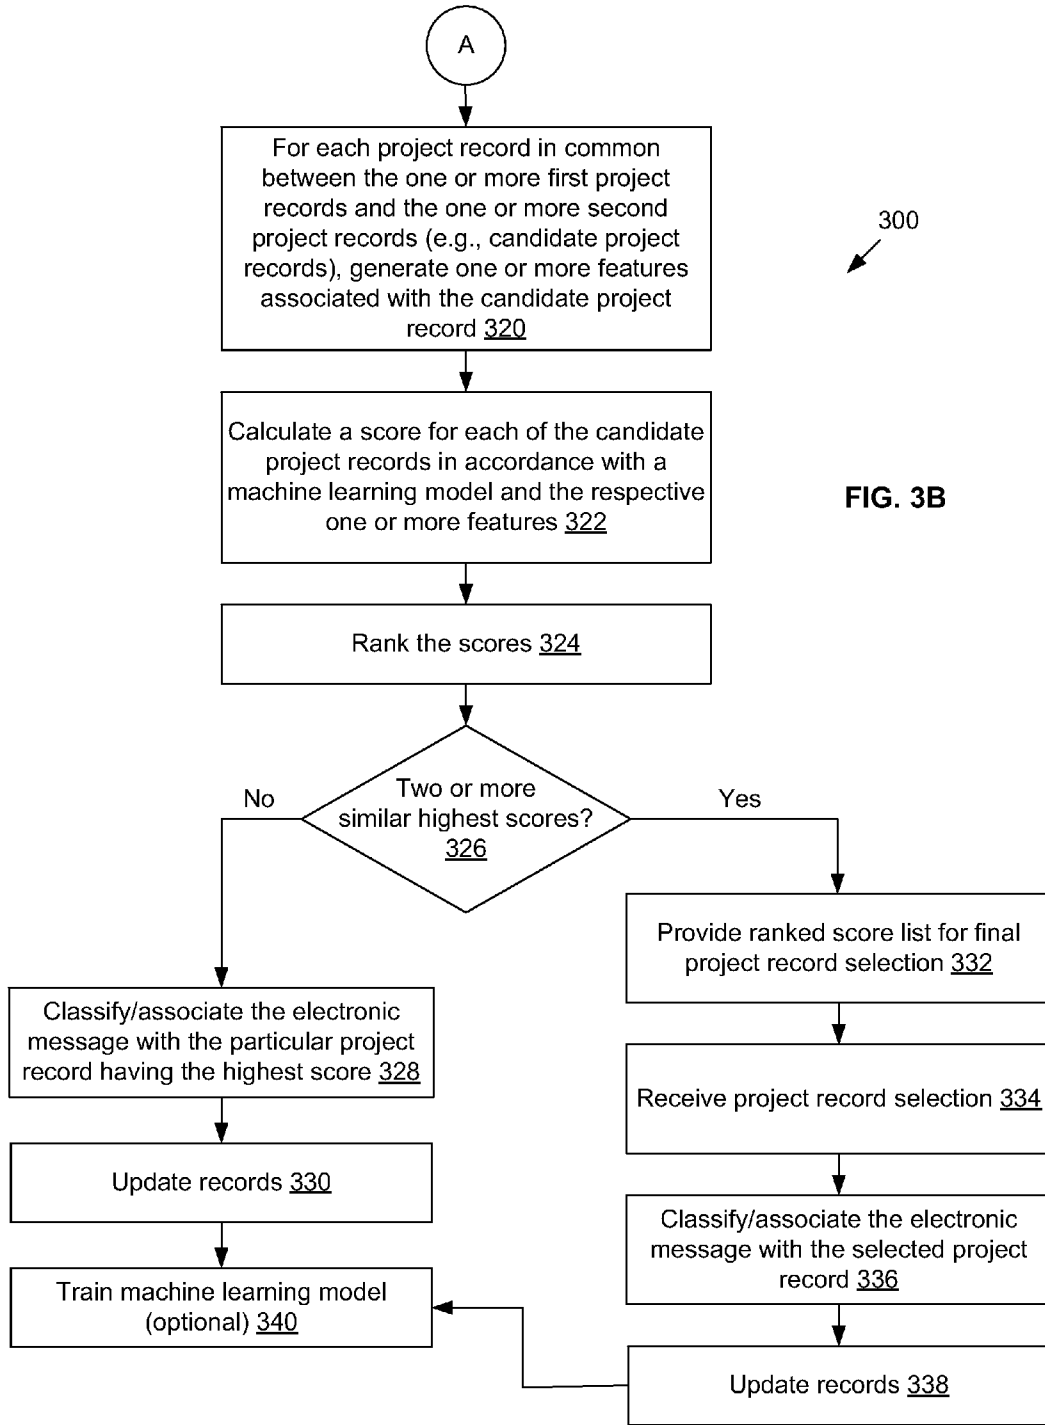 A
For each project record in common
between the one or more first project
records and the one or more second
project records (e.g., candidate project
records), generate one or more features
associated with the candidate project
record 320
300
Calculate a score for each of the candidate
project records in accordance with a
machine learning model and the respective
one or more features 322
FIG. 3B
Rank the scores 324
Two or more
similar highest scores?
326
No
Yes
Provide ranked score list for final
project record selection 332
Classify/associate the electronic
message with the particular project
record having the highest score 328
Receive project record selection 334
Update records 330
Classify/associate the electronic
message with the selected project
record 336
Train machine learning model
(optional) 340
Update records 338